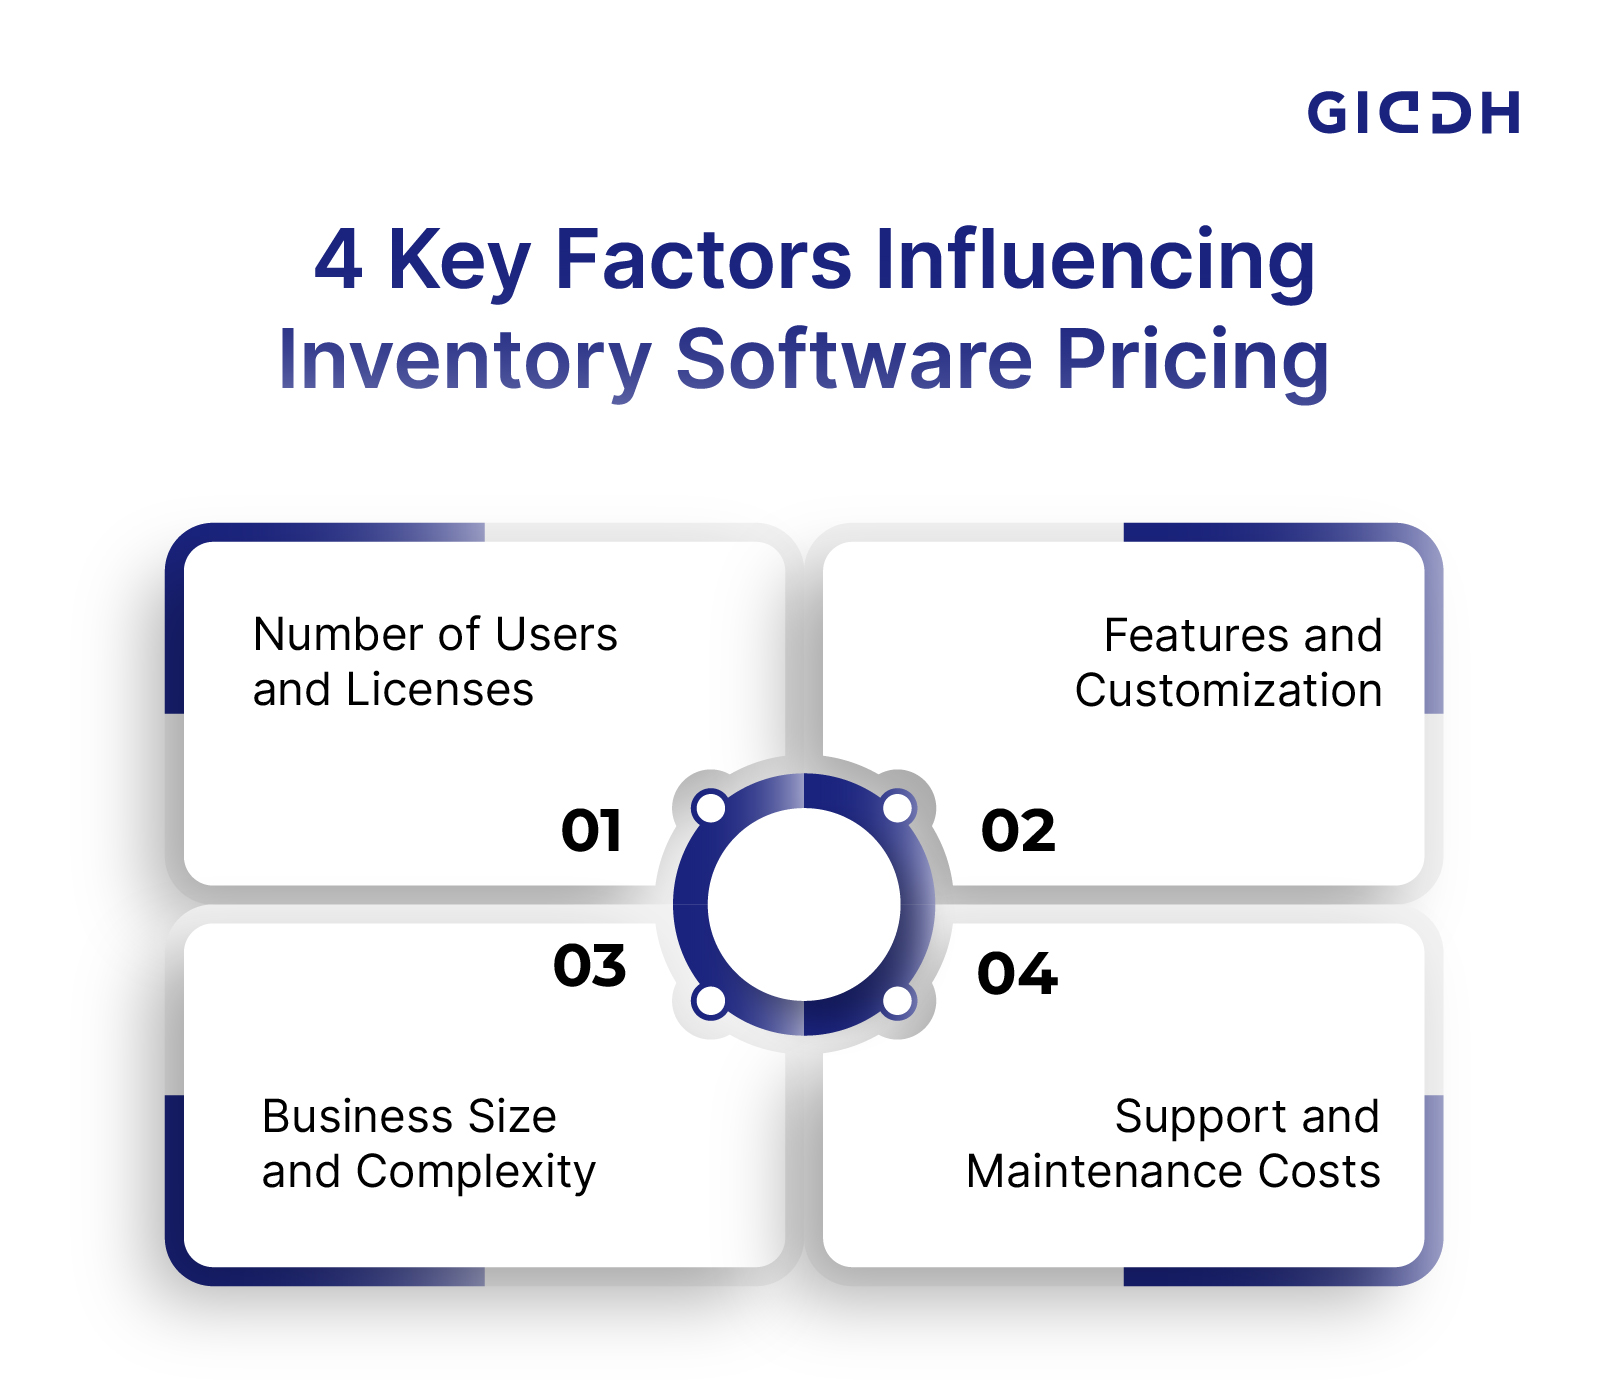 GIDDH
4 Key Factors Influencing
Inventory Software Pricing
Number of Users
and Licenses
01
Features and
Customization
02
03
Business Size
and Complexity
04
Support and
Maintenance Costs